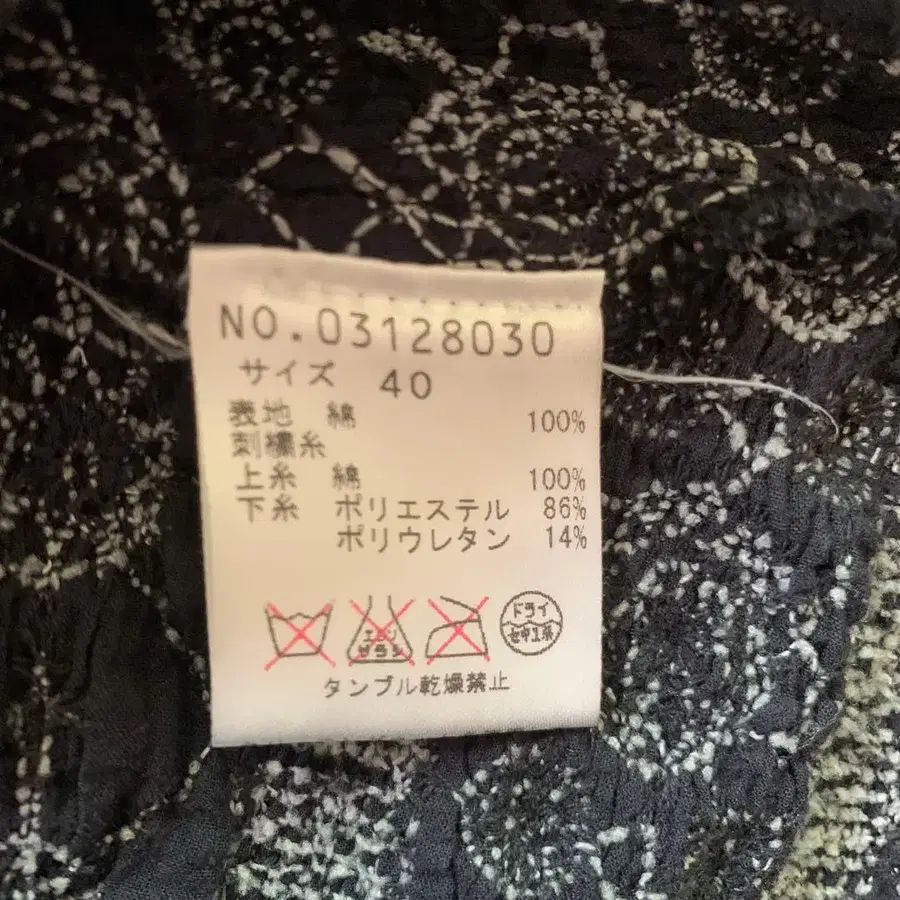 NO.03128030
サイズ 40
表地 綿 100%
刺繍糸
上糸 綿 100%
下糸 ポリエステル 86%
ポリウレタン 14%
エンソ
サラシ
ドライ
セキユ系
タンブル乾燥禁止